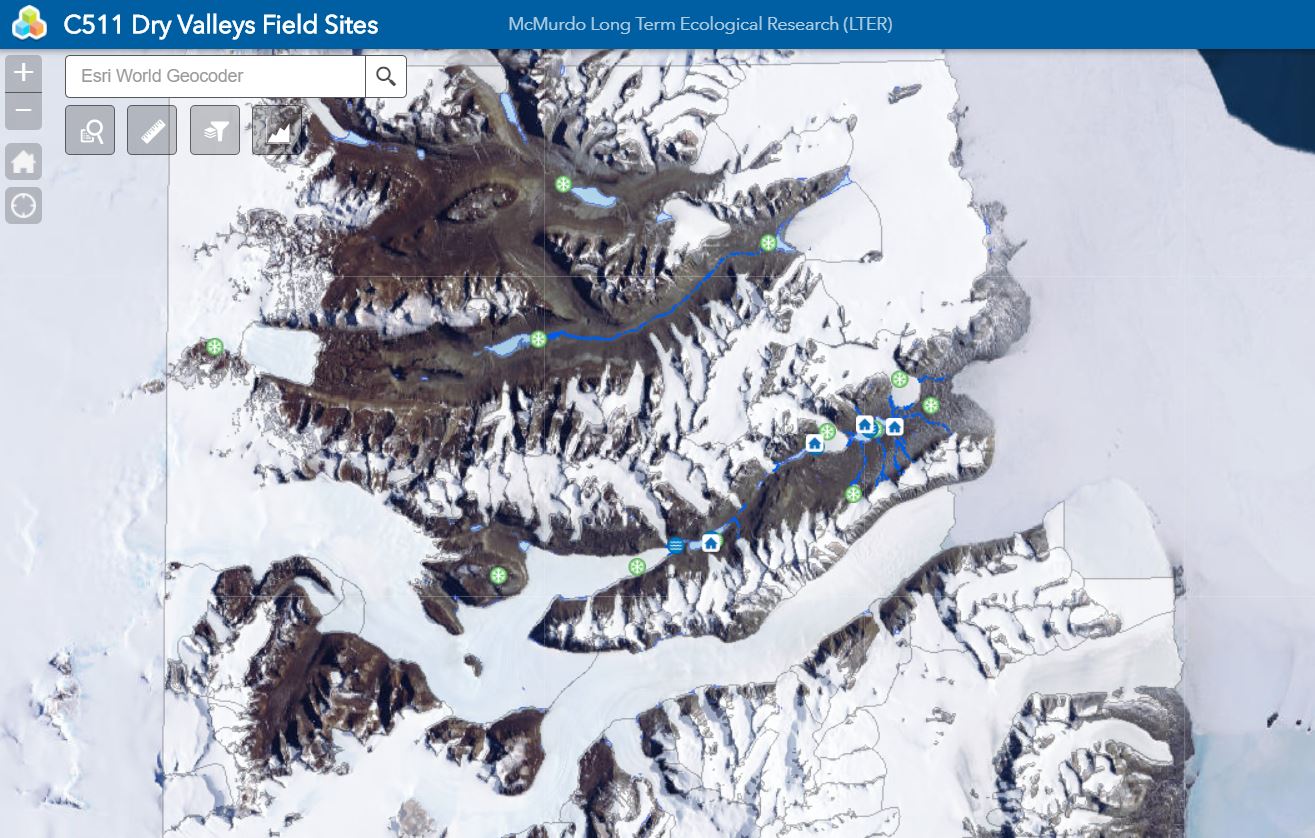 C511 Dry Valleys Field Sites
McMurdo Long Term Ecological Research (LTER)
Esri World Geocoder